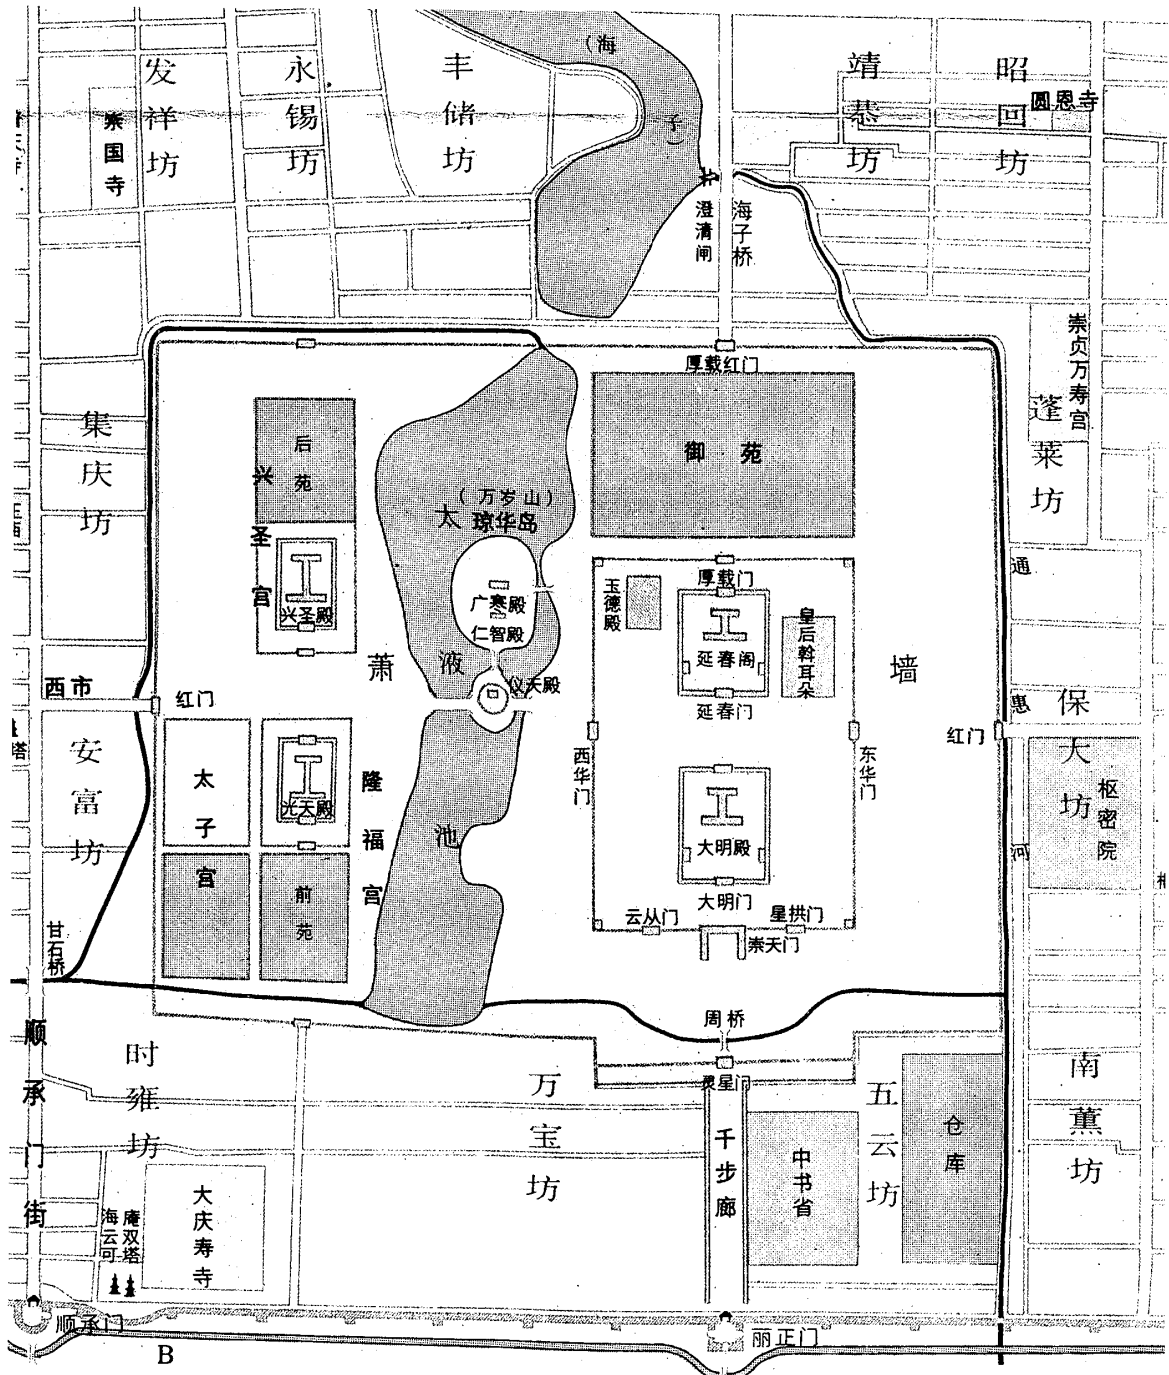 (海
子)
发祥坊
永锡坊
丰储坊
靖恭坊
昭回坊
圆恩寺
崇国寺
澄清闸
海子桥
厚载红门
崇贞万寿宫
蓬莱坊
集庆坊
后苑
兴圣宫
兴圣殿
御苑
(万岁山)
琼华岛
太
液
池
广寒殿
仁智殿
仪天殿
厚载门
玉德殿
延春阁
皇后斡耳朵
延春门
萧
墙
通
惠
河
西市
红门
红门
保大坊
枢密院
安富坊
太子宫
光天殿
隆福宫
前苑
西华门
东华门
大明殿
大明门
云从门
星拱门
崇天门
甘石桥
周桥
灵星门
顺承门街
时雍坊
万宝坊
五云坊
南薰坊
千步廊
中书省
仓库
大庆寿寺
海云可
庵双塔
顺承门
丽正门
B